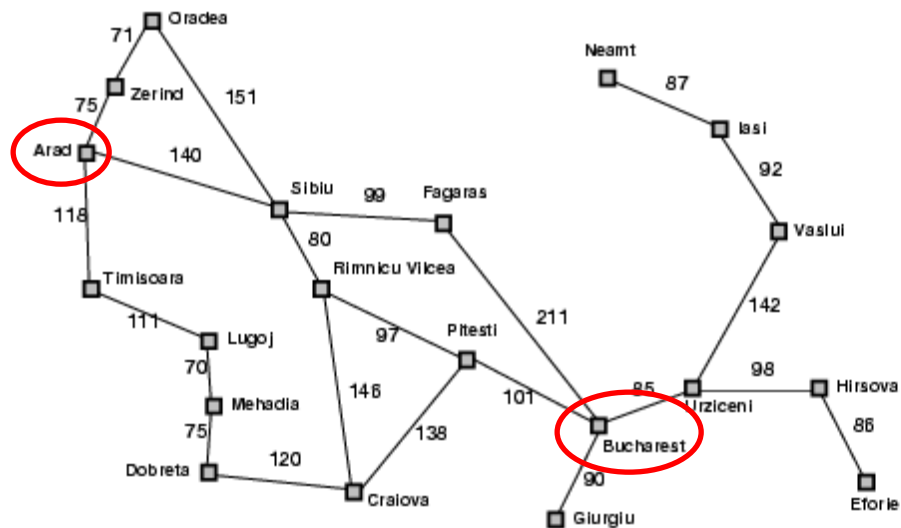 Oradea
71
Neamt
87
Zerind
151
75
Iasi
Arad
140
92
Sibiu
99
Fagaras
118
80
Vaslui
Timisoara
Rimnicu Vilcea
142
111
211
Lugoj
97
Pitesti
70
98
Hirsova
146
101
85
Urziceni
Mehadia
75
138
86
Bucharest
Dobreta
120
90
Craiova
Eforie
Giurgiu